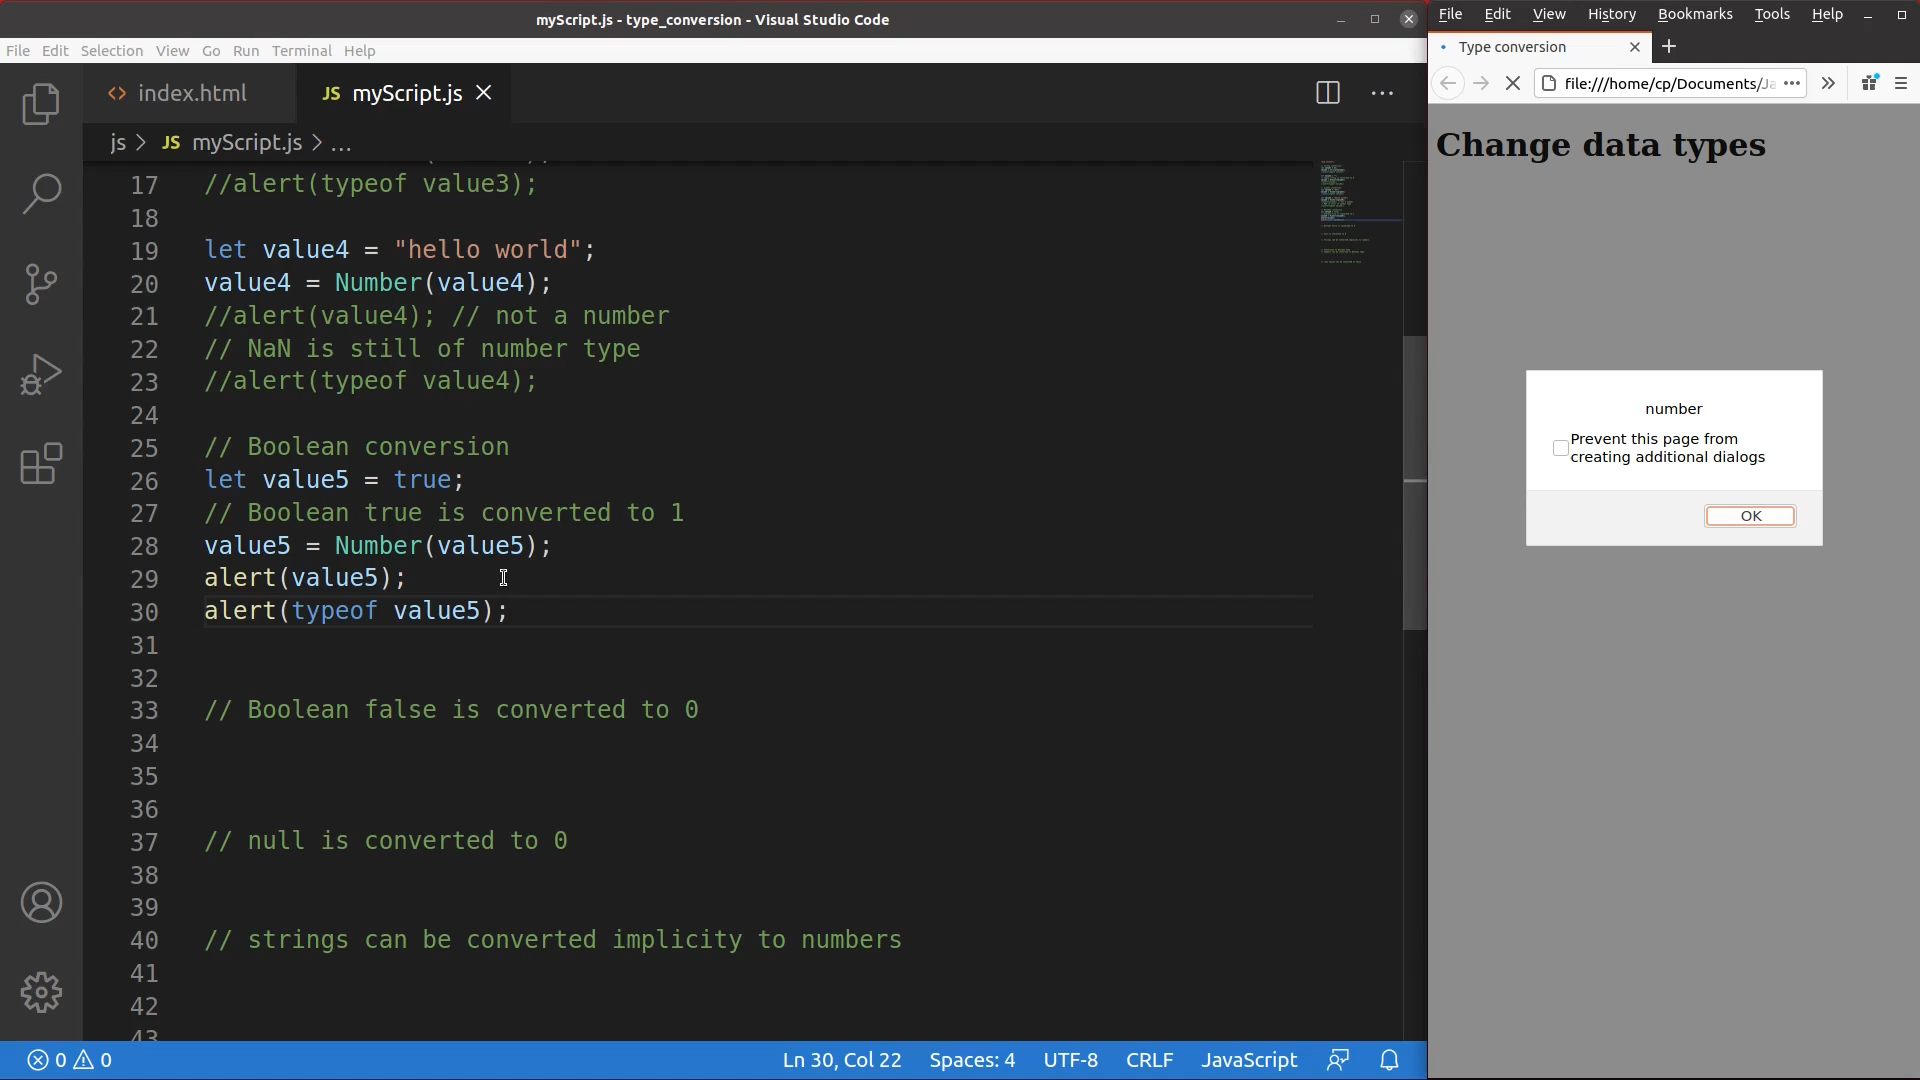 myScript.js - type_conversion - Visual Studio Code
File Edit Selection View Go Run Terminal Help
index.html
JS myScript.js
js > JS myScript.js > ...
17 //alert(typeof value3);
18
19 let value4 = "hello world";
20 value4 = Number(value4);
21 //alert(value4); // not a number
22 // NaN is still of number type
23 //alert(typeof value4);
24
25 // Boolean conversion
26 let value5 = true;
27 // Boolean true is converted to 1
28 value5 = Number(value5);
29 alert(value5);
30 alert(typeof value5);
31
32
33 // Boolean false is converted to 0
34
35
36
37 // null is converted to 0
38
39
40 // strings can be converted implicity to numbers
41
42
43
0 0 Ln 30, Col 22 Spaces: 4 UTF-8 CRLF JavaScript
File Edit View History Bookmarks Tools Help
Type conversion
file:///home/cp/Documents/Ja
Change data types
number
Prevent this page from
creating additional dialogs
OK